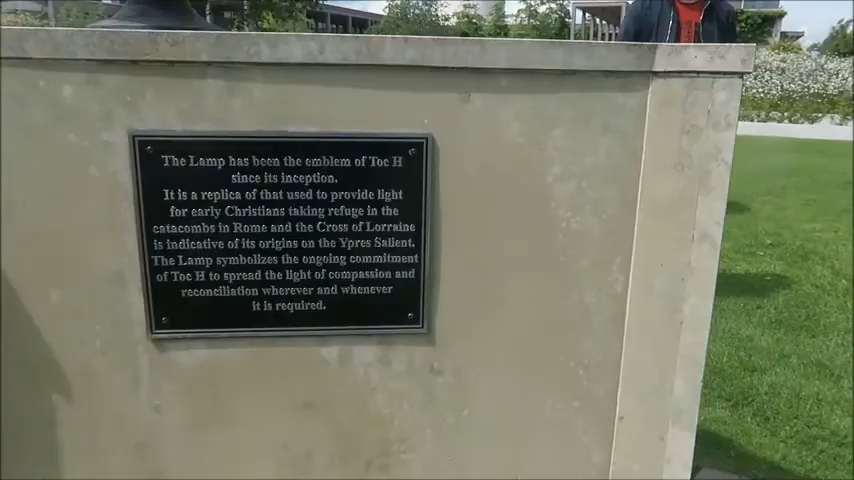 The Lamp has been the emblem of Toc H
since its inception.
It is a replica of that used to provide light
for early Christians taking refuge in the
catacombs in Rome and the Cross of Lorraine
is indicative of its origins on the Ypres Salient.
The Lamp symbolizes the ongoing commitment
of Toc H to spread the light of compassion and
reconciliation wherever and whenever
it is required.